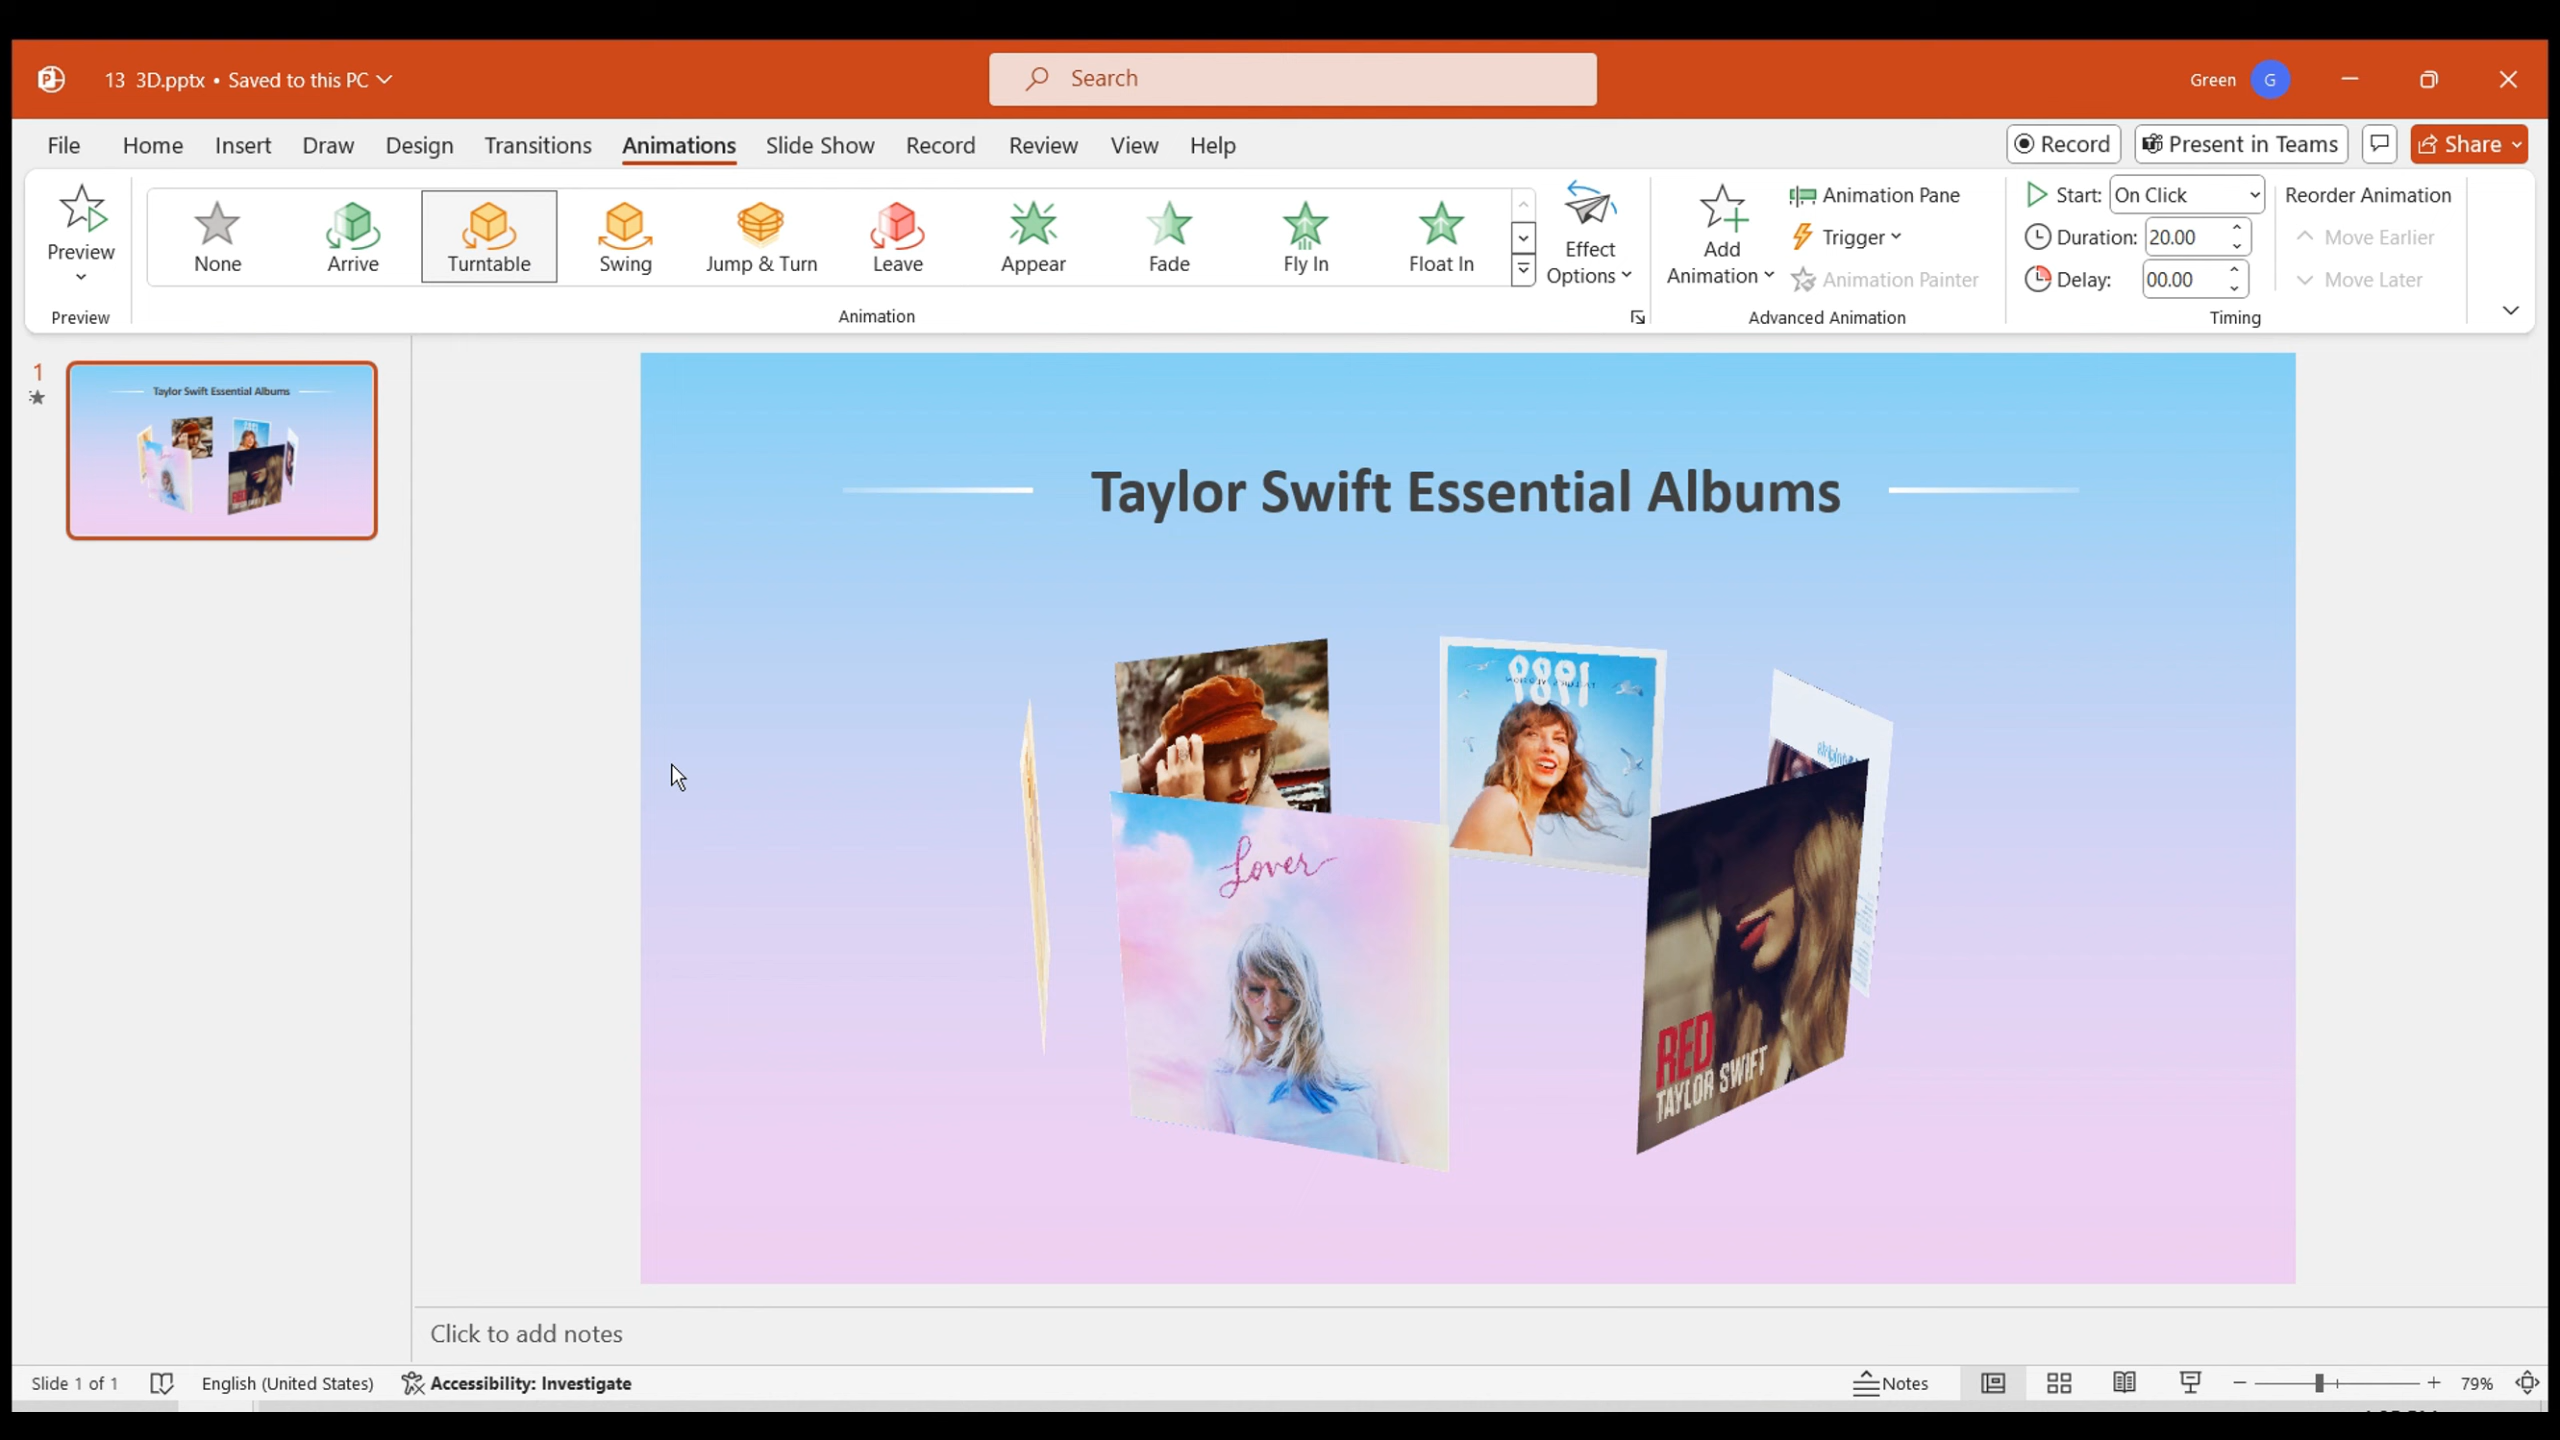 13 3D.pptx • Saved to this PC
Search
Green G
File Home Insert Draw Design Transitions Animations Slide Show Record Review View Help
Record Present in Teams Share
Preview
Preview
None Arrive Turntable Swing Jump & Turn Leave Appear Fade Fly In Float In
Animation
Effect
Options
Add
Animation
Animation Pane
Trigger
Animation Painter
Advanced Animation
Start: On Click
Duration: 20.00
Delay: 00.00
Timing
Reorder Animation
Move Earlier
Move Later
1
Taylor Swift Essential Albums
Taylor Swift Essential Albums
1989
Lover
RED
TAYLOR SWIFT
Click to add notes
Slide 1 of 1 English (United States) Accessibility: Investigate Notes 79%